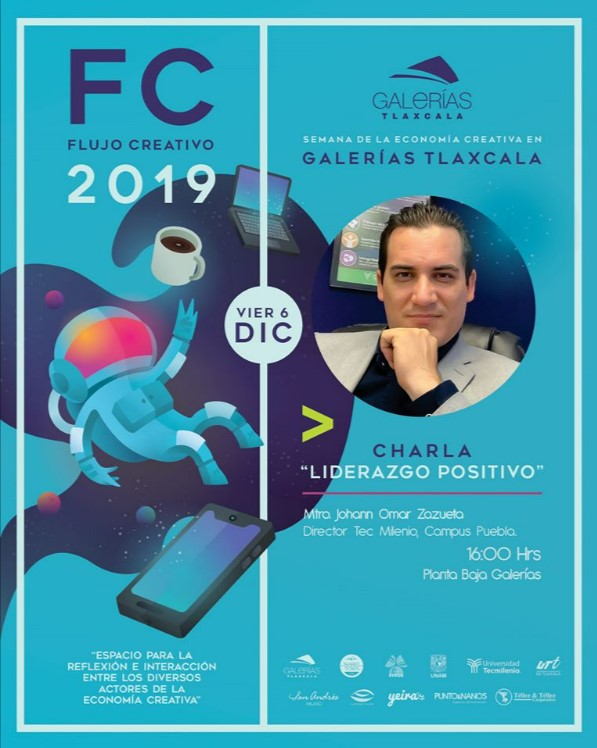 FC
FLUJO CREATIVO
2019
GALERÍAS
TLAXCALA
SEMANA DE LA ECONOMÍA CREATIVA EN
GALERÍAS TLAXCALA
VIER 6
DIC
>
CHARLA
"LIDERAZGO POSITIVO"
Mtro. Johann Omar Zazueta
Director Tec Milenio, Campus Puebla.
16:00 Hrs
Planta Baja Galerías
"ESPACIO PARA LA
REFLEXIÓN E INTERACCIÓN
ENTRE LOS DIVERSOS
ACTORES DE LA
ECONOMÍA CREATIVA"
GALERÍAS
TLAXCALA
UNAM
Universidad
Tecmilenio
urt
San Andrés
yeira
PUNTO&NANOS
Téllez & Téllez